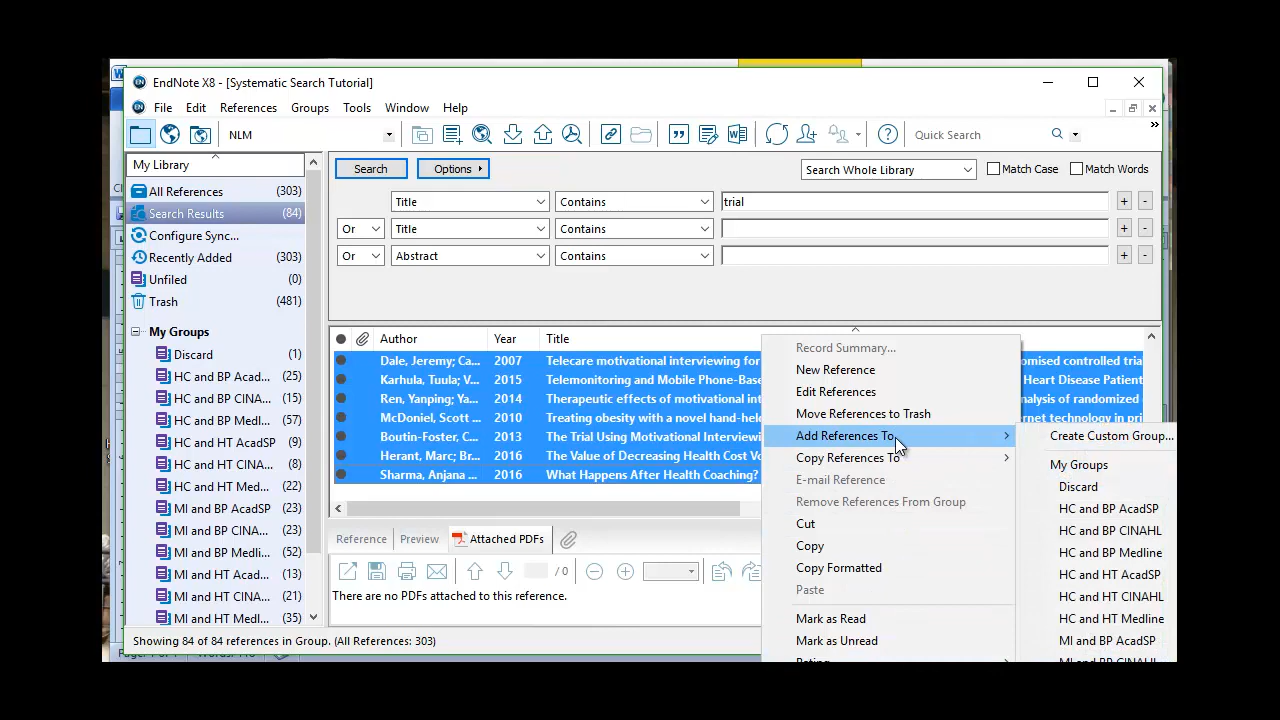 EndNote X8 - [Systematic Search Tutorial]
File Edit References Groups Tools Window Help
NLM
Quick Search
My Library
All References (303)
Search Results (84)
Configure Sync...
Recently Added (303)
Unfiled (0)
Trash (481)
My Groups
Discard (1)
HC and BP Acad... (25)
HC and BP CINA... (23)
HC and BP Medli... (57)
HC and HT AcadSP (9)
HC and HT CINA... (8)
HC and HT Med... (36)
MI and BP AcadSP (23)
MI and BP CINA... (23)
MI and BP Medli... (52)
MI and HT Acad... (13)
MI and HT CINA... (21)
MI and HT Medl... (35)
Search Options Search Whole Library Match Case Match Words
Title Contains trial + -
Or Title Contains + -
Or Abstract Contains + -
Author Year Title
Dale, Jeremy; Ca... 2007 Telecare motivational interviewing for omised controlled tria
Karhula, Tuula; V... 2015 Telemonitoring and Mobile Phone-Base Heart Disease Patient
Ren, Yanping; Ya... 2014 Therapeutic effects of motivational int nalysis of randomized
McDoniel, Scott ... 2010 Treating obesity with a novel hand-hel ernet technology in pri
Boutin-Foster, C... 2013 The Trial Using Motivational Interviewi
Herant, Marc; Br... 2016 The Value of Decreasing Health Cost Vo
Sharma, Anjana ... 2016 What Happens After Health Coaching?
Reference Preview Attached PDFs
/ 0
There are no PDFs attached to this reference.
Showing 84 of 84 references in Group. (All References: 303)
Record Summary...
New Reference
Edit References
Move References to Trash
Add References To
Copy References To
E-mail Reference
Remove References From Group
Cut
Copy
Copy Formatted
Paste
Mark as Read
Mark as Unread
Rating
Create Custom Group...
My Groups
Discard
HC and BP AcadSP
HC and BP CINAHL
HC and BP Medline
HC and HT AcadSP
HC and HT CINAHL
HC and HT Medline
MI and BP AcadSP
MI and BP CINAHL